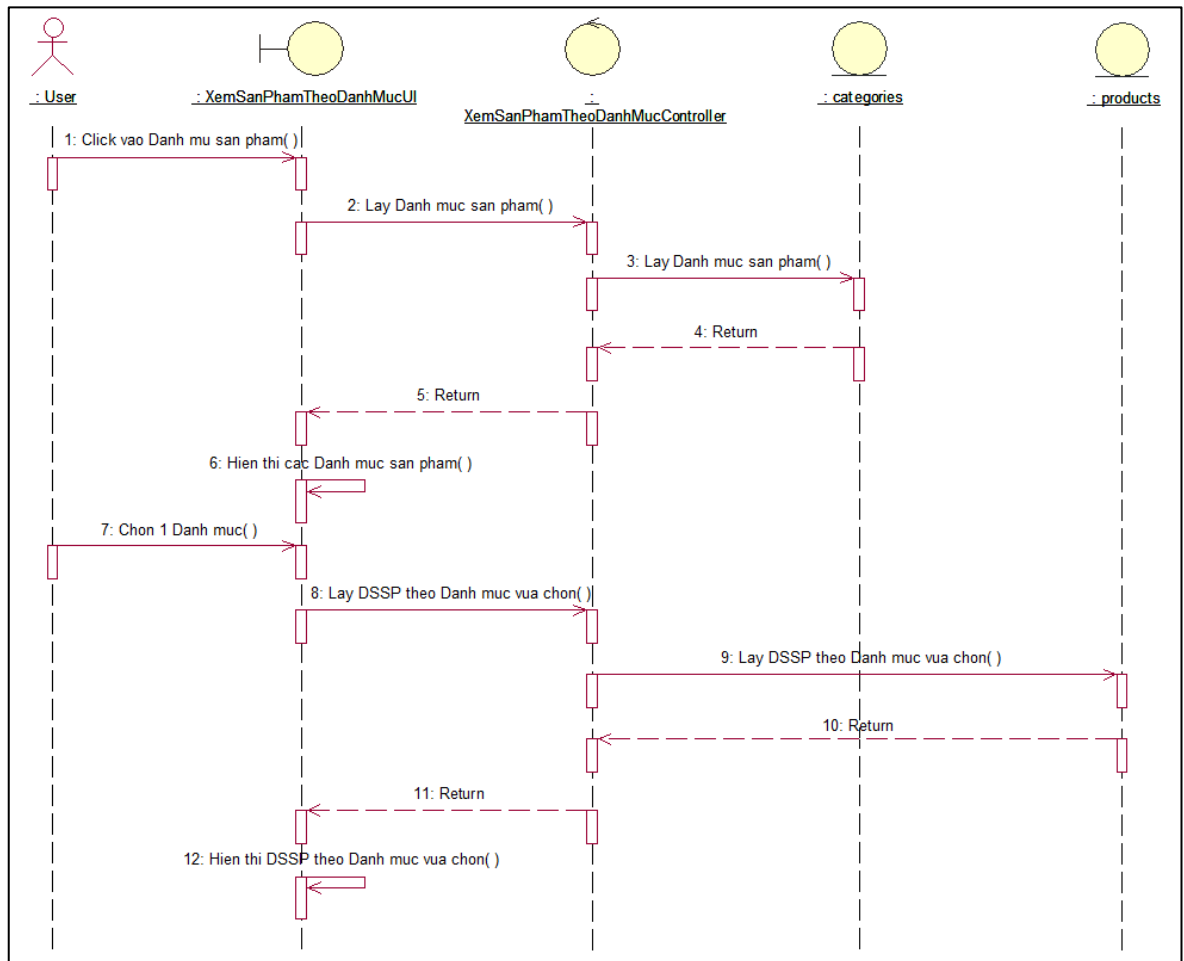 : User
: XemSanPhamTheoDanhMucUI
:
XemSanPhamTheoDanhMucController
: categories
: products
1: Click vao Danh mu san pham( )
2: Lay Danh muc san pham( )
3: Lay Danh muc san pham( )
4: Return
5: Return
6: Hien thi cac Danh muc san pham( )
7: Chon 1 Danh muc( )
8: Lay DSSP theo Danh muc vua chon( )
9: Lay DSSP theo Danh muc vua chon( )
10: Return
11: Return
12: Hien thi DSSP theo Danh muc vua chon( )